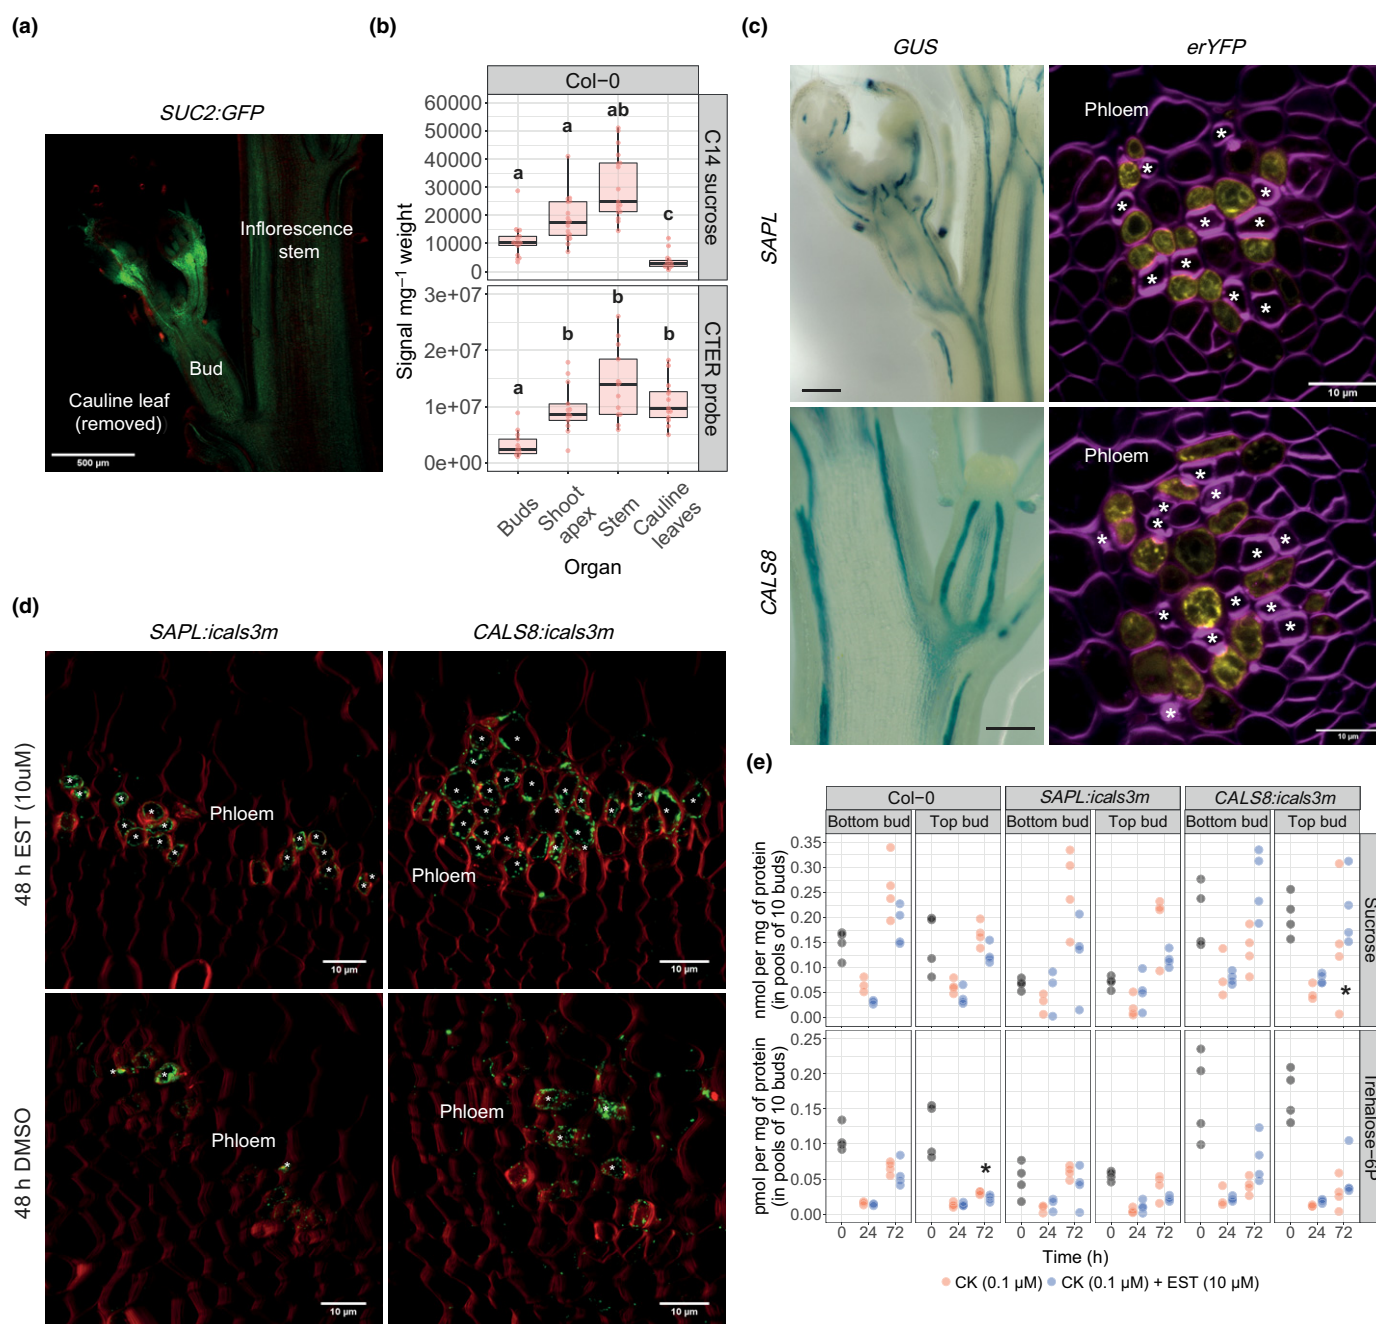 (a)
SUC2:GFP
Inflorescence
stem
Bud
Cauline leaf
(removed)
500 µm
(b)
Col−0
60000
50000
40000
30000
20000
10000
0
a
a
ab
c
C14 sucrose
3e+07
2e+07
1e+07
0e+00
a
b
b
b
CTER probe
Signal mg−1 weight
Buds
Shoot
apex
Stem
Cauline
leaves
Organ
(c)
GUS
erYFP
SAPL
Phloem
* * * * * * * * * *
10 µm
CALS8
Phloem
10 µm
(d)
SAPL:icals3m
CALS8:icals3m
48 h EST (10uM)
Phloem
10 µm
Phloem
10 µm
48 h DMSO
Phloem
10 µm
Phloem
10 µm
(e)
Col−0
SAPL:icals3m
CALS8:icals3m
Bottom bud
Top bud
Bottom bud
Top bud
Bottom bud
Top bud
nmol per mg of protein
(in pools of 10 buds)
0.35
0.30
0.25
0.20
0.15
0.10
0.05
0.00
*
Sucrose
pmol per mg of protein
(in pools of 10 buds)
0.25
0.20
0.15
0.10
0.05
0.00
*
Trehalose−6P
0 24 72 0 24 72 0 24 72 0 24 72 0 24 72 0 24 72
Time (h)
CK (0.1 µM) CK (0.1 µM) + EST (10 µM)